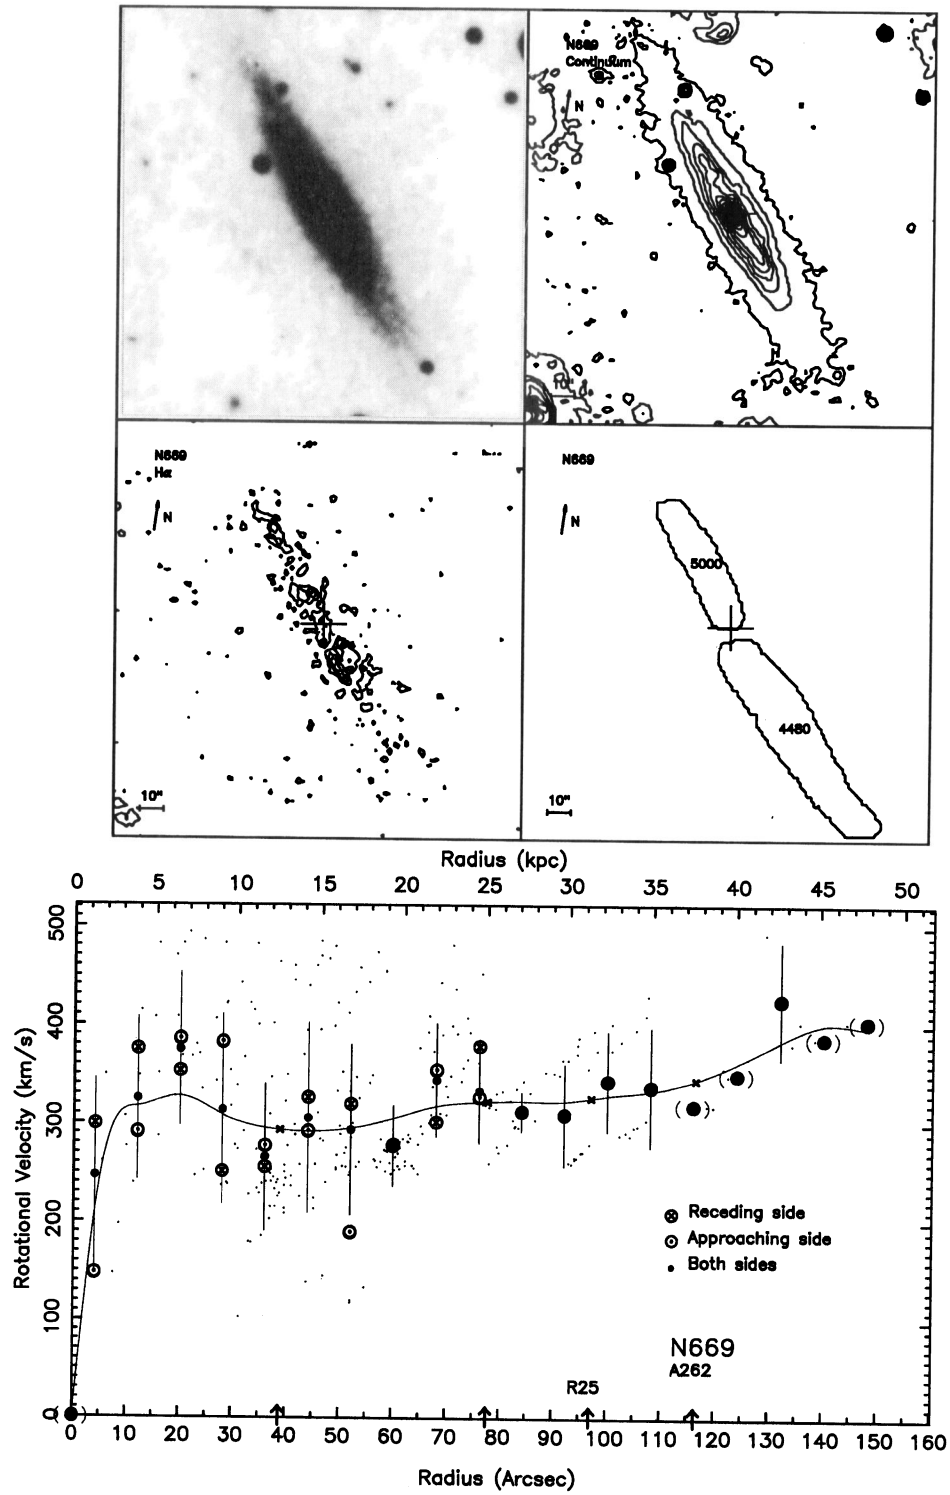 N669
Continuum
N
10"
N669
Hα
N
10"
N669
N
5000
4480
10"
Radius (kpc)
0 5 10 15 20 25 30 35 40 45 50
500
400
300
200
100
0
Rotational Velocity (km/s)
Receding side
Approaching side
Both sides
N669
A262
R25
0 10 20 30 40 50 60 70 80 90 100 110 120 130 140 150 160
Radius (Arcsec)